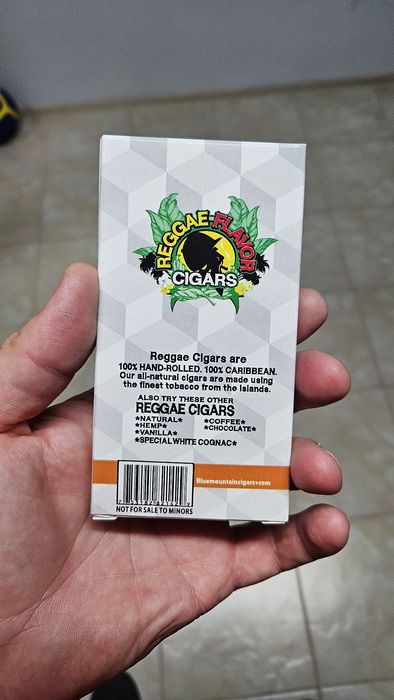 REGGAE FLAVOR
CIGARS
Reggae Cigars are
100% HAND-ROLLED. 100% CARIBBEAN.
Our all-natural cigars are made using
the finest tobacco from the islands.
ALSO TRY THESE OTHER
REGGAE CIGARS
*NATURAL* *COFFEE*
*HEMP* *CHOCOLATE*
*VANILLA*
*SPECIAL WHITE COGNAC*
Bluemountaincigars•com
NOT FOR SALE TO MINORS